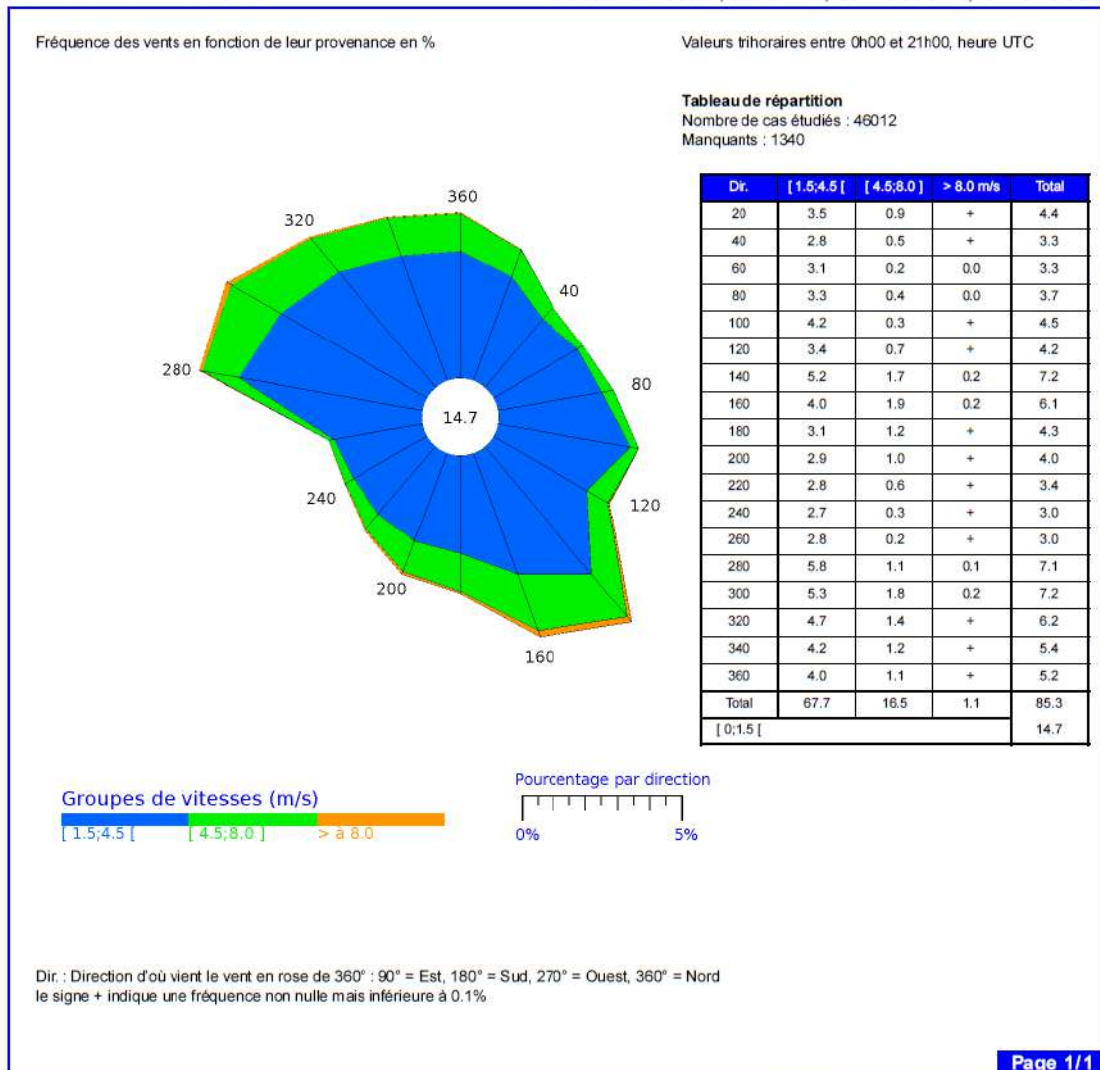 Fréquence des vents en fonction de leur provenance en %
Valeurs trihoraires entre 0h00 et 21h00, heure UTC
Tableau de répartition
Nombre de cas étudiés : 46012
Manquants : 1340
360
320
40
280
80
14.7
240
120
200
160
Dir. [ 1.5;4.5 [ [ 4.5;8.0 ] > 8.0 m/s Total
20 3.5 0.9 + 4.4
40 2.8 0.5 + 3.3
60 3.1 0.2 0.0 3.3
80 3.3 0.4 0.0 3.7
100 4.2 0.3 + 4.5
120 3.4 0.7 + 4.2
140 5.2 1.7 0.2 7.2
160 4.0 1.9 0.2 6.1
180 3.1 1.2 + 4.3
200 2.9 1.0 + 4.0
220 2.8 0.6 + 3.4
240 2.7 0.3 + 3.0
260 2.8 0.2 + 3.0
280 5.8 1.1 0.1 7.1
300 5.3 1.8 0.2 7.2
320 4.7 1.4 + 6.2
340 4.2 1.2 + 5.4
360 4.0 1.1 + 5.2
Total 67.7 16.5 1.1 85.3
[ 0;1.5 [ 14.7
Groupes de vitesses (m/s)
[ 1.5;4.5 [ [ 4.5;8.0 ] > à 8.0
Pourcentage par direction
0% 5%
Dir. : Direction d'où vient le vent en rose de 360° : 90° = Est, 180° = Sud, 270° = Ouest, 360° = Nord
le signe + indique une fréquence non nulle mais inférieure à 0.1%
Page 1/1